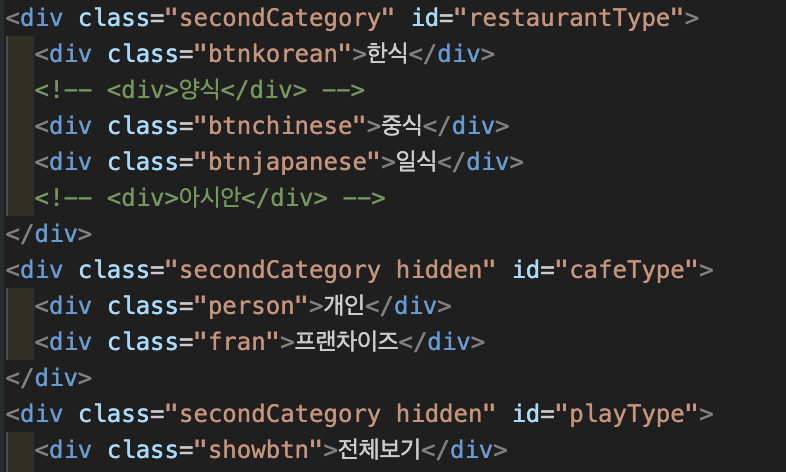 <div class="secondCategory" id="restaurantType">
<div class="btnkorean">한식</div>
<!-- <div>양식</div> -->
<div class="btnchinese">중식</div>
<div class="btnjapanese">일식</div>
<!-- <div>아시안</div> -->
</div>
<div class="secondCategory hidden" id="cafeType">
<div class="person">개인</div>
<div class="fran">프랜차이즈</div>
</div>
<div class="secondCategory hidden" id="playType">
<div class="showbtn">전체보기</div>